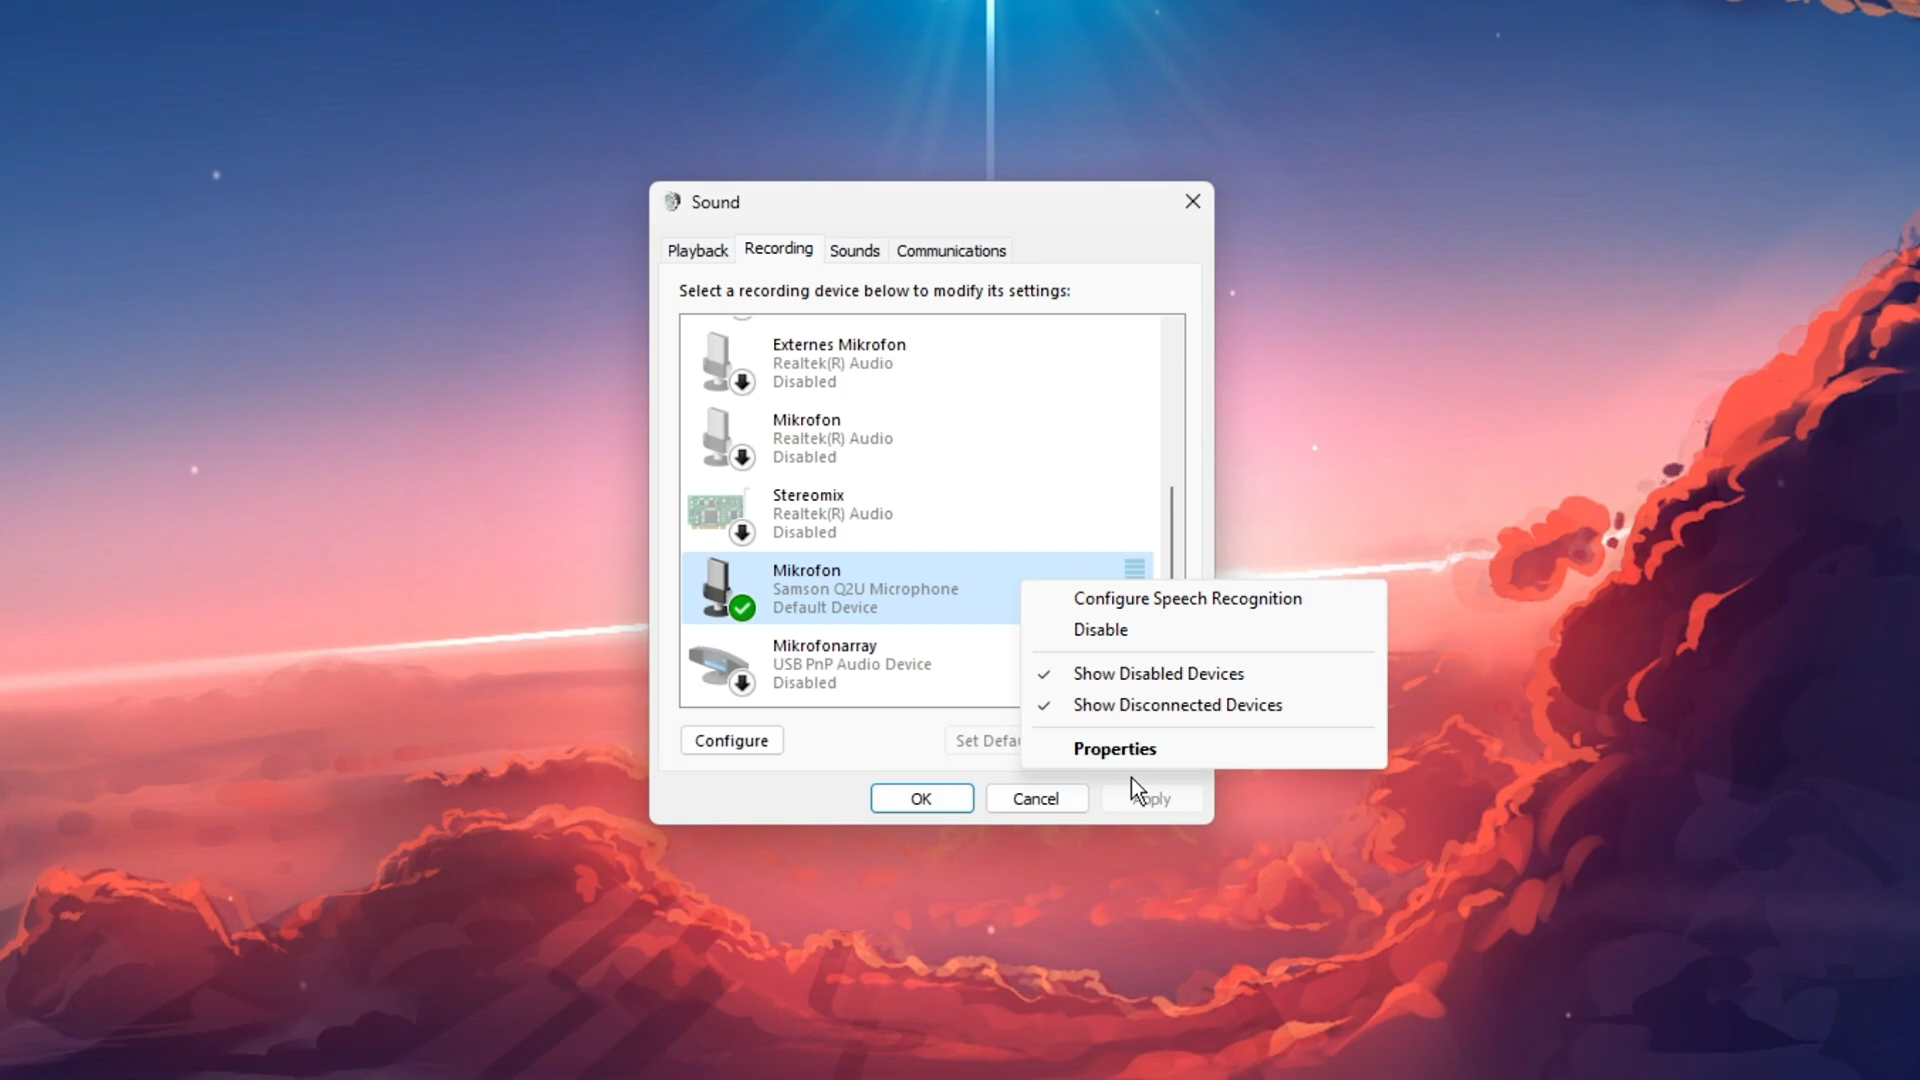 Sound
Playback
Recording
Sounds
Communications
Select a recording device below to modify its settings:
Externes Mikrofon
Realtek(R) Audio
Disabled
Mikrofon
Realtek(R) Audio
Disabled
Stereomix
Realtek(R) Audio
Disabled
Mikrofon
Samson Q2U Microphone
Default Device
Mikrofonarray
USB PnP Audio Device
Disabled
Configure Speech Recognition
Disable
Show Disabled Devices
Show Disconnected Devices
Properties
Configure
Set
OK
Cancel